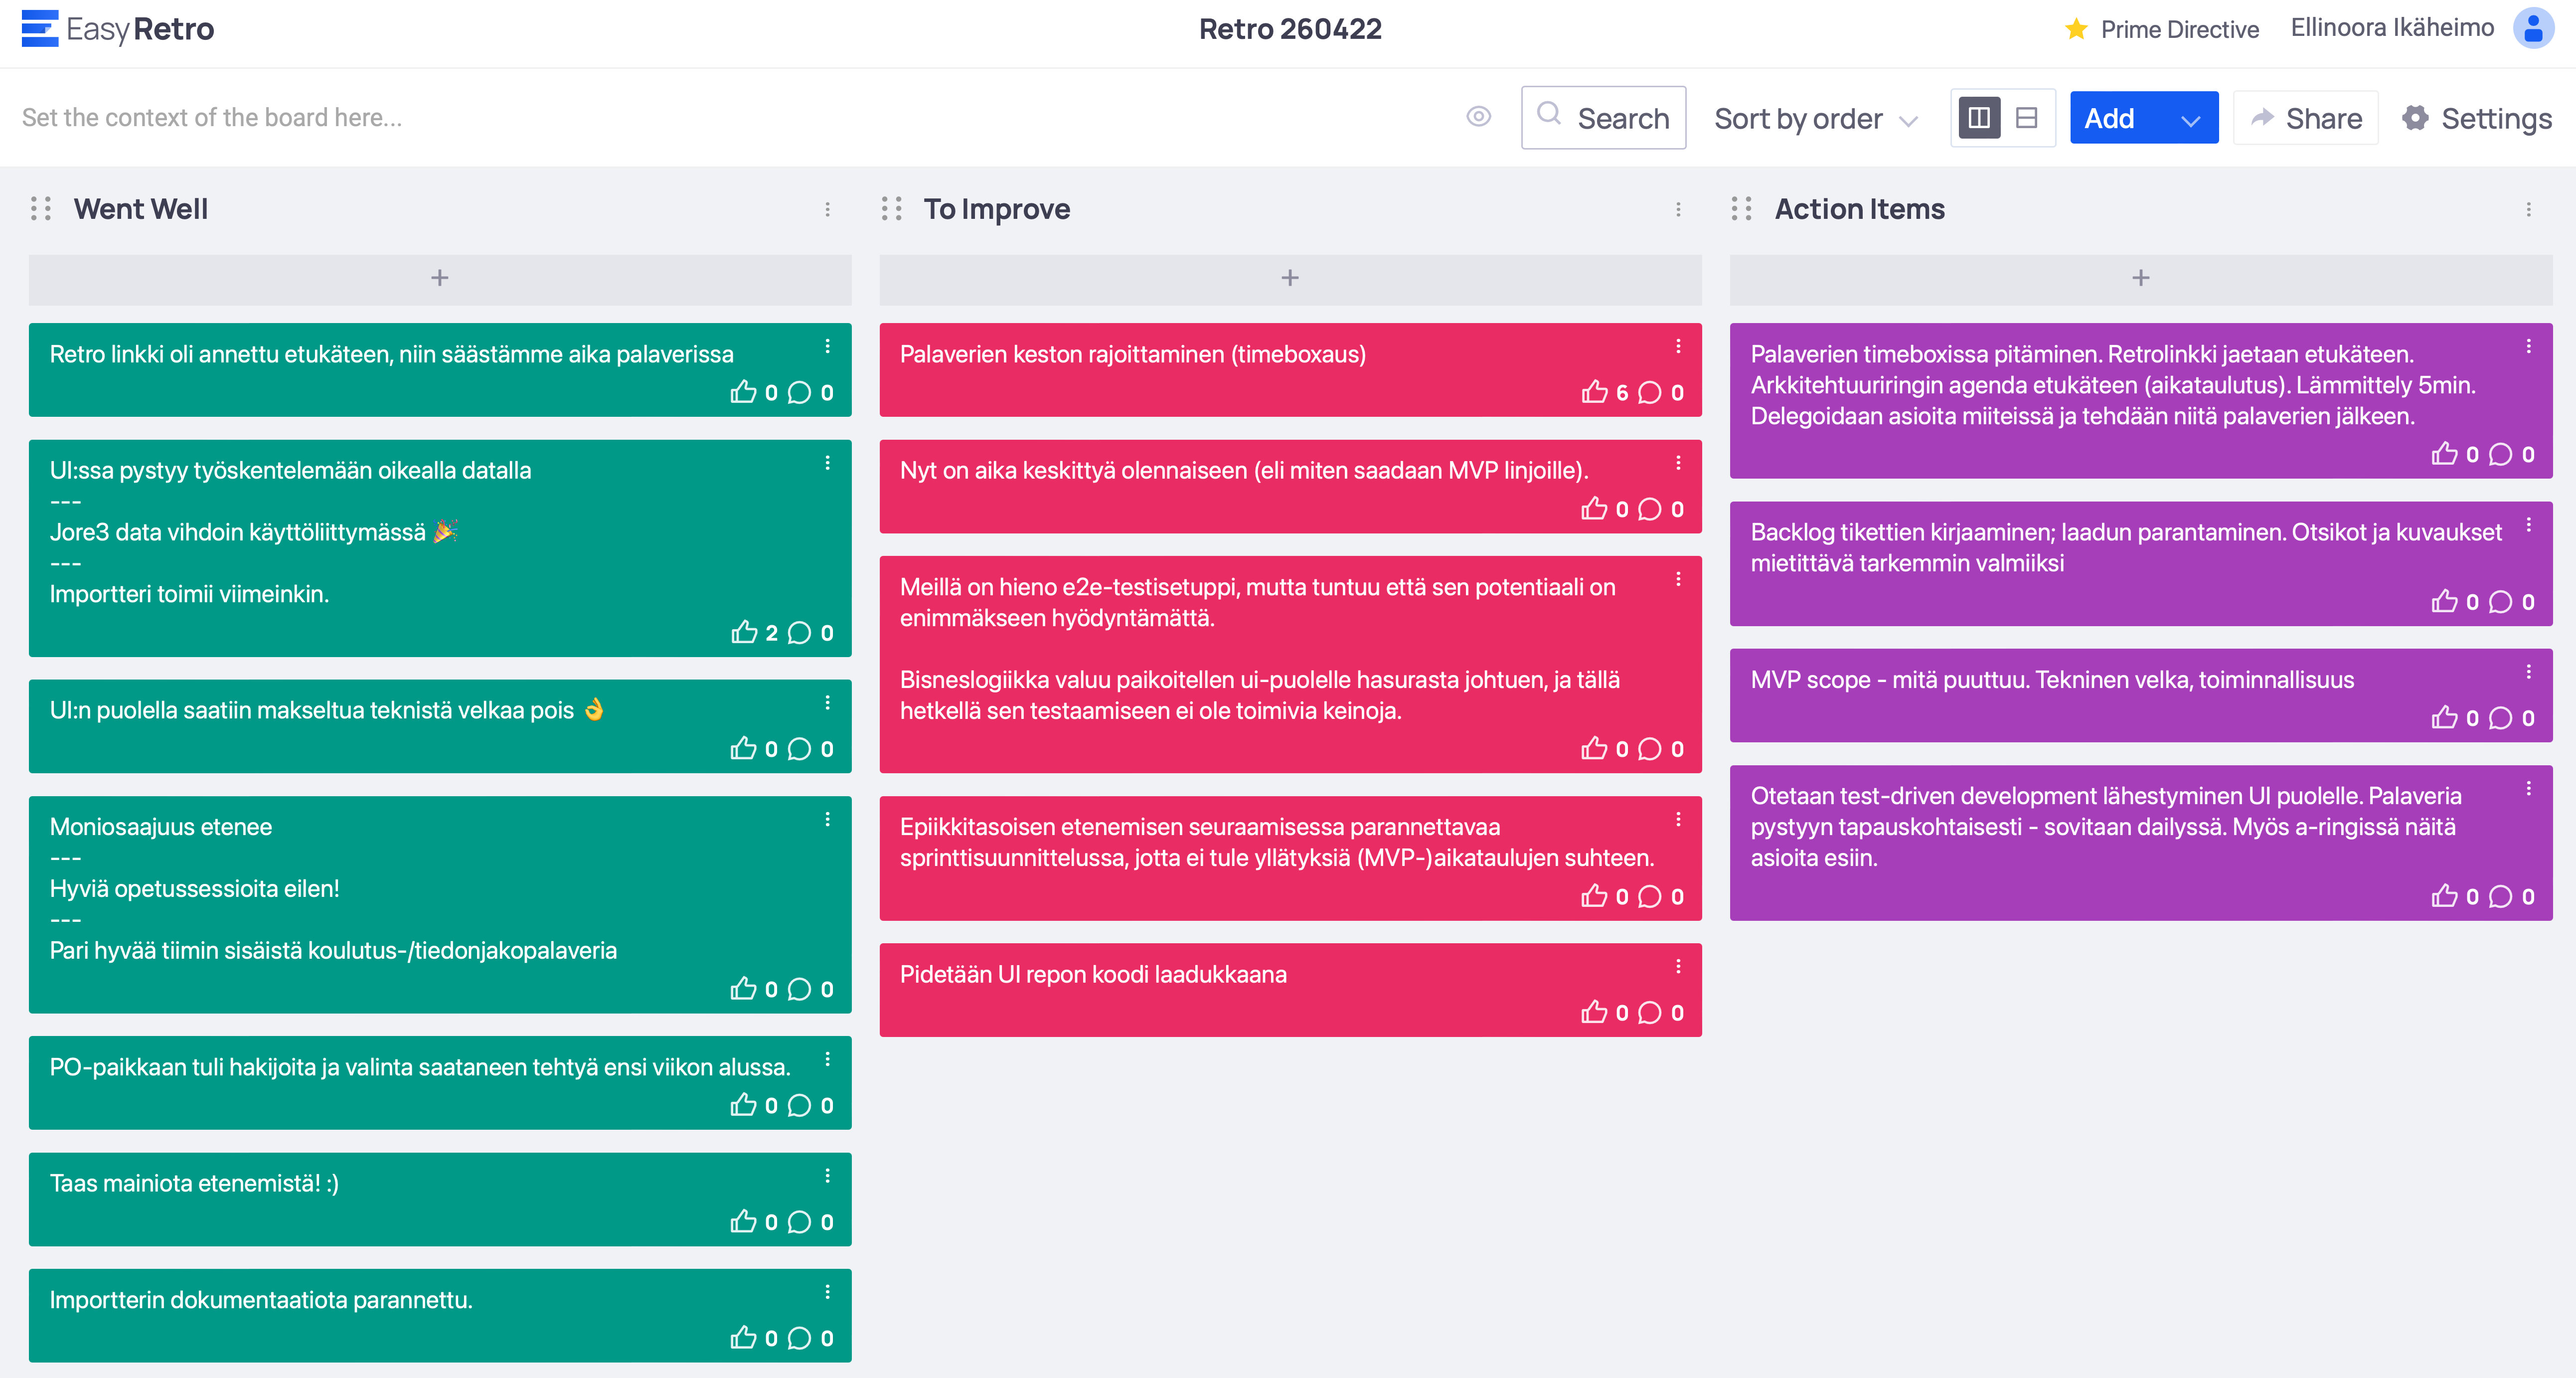 EasyRetro
Retro 260422
Prime Directive
Ellinoora Ikäheimo
Set the context of the board here...
Search
Sort by order
Add
Share
Settings
Went Well
Retro linkki oli annettu etukäteen, niin säästämme aika palaverissa
0 0
UI:ssa pystyy työskentelemään oikealla datalla
---
Jore3 data vihdoin käyttöliittymässä 🎉
---
Importteri toimii viimeinkin.
2 0
UI:n puolella saatiin makseltua teknistä velkaa pois 👌
0 0
Moniosaajuus etenee
---
Hyviä opetussessioita eilen!
---
Pari hyvää tiimin sisäistä koulutus-/tiedonjakopalaveria
0 0
PO-paikkaan tuli hakijoita ja valinta saataneen tehtyä ensi viikon alussa.
0 0
Taas mainiota etenemistä! :)
0 0
Importterin dokumentaatiota parannettu.
0 0
To Improve
Palaverien keston rajoittaminen (timeboxaus)
6 0
Nyt on aika keskittyä olennaiseen (eli miten saadaan MVP linjoille).
0 0
Meillä on hieno e2e-testisetuppi, mutta tuntuu että sen potentiaali on
enimmäkseen hyödyntämättä.
Bisneslogiikka valuu paikoitellen ui-puolelle hasurasta johtuen, ja tällä
hetkellä sen testaamiseen ei ole toimivia keinoja.
0 0
Epiikkitasoisen etenemisen seuraamisessa parannettavaa
sprinttisuunnittelussa, jotta ei tule yllätyksiä (MVP-)aikataulujen suhteen.
0 0
Pidetään UI repon koodi laadukkaana
0 0
Action Items
Palaverien timeboxissa pitäminen. Retrolinkki jaetaan etukäteen.
Arkkitehtuuriringin agenda etukäteen (aikataulutus). Lämmittely 5min.
Delegoidaan asioita miiteissä ja tehdään niitä palaverien jälkeen.
0 0
Backlog tikettien kirjaaminen; laadun parantaminen. Otsikot ja kuvaukset
mietittävä tarkemmin valmiiksi
0 0
MVP scope - mitä puuttuu. Tekninen velka, toiminnallisuus
0 0
Otetaan test-driven development lähestyminen UI puolelle. Palaveria
pystyyn tapauskohtaisesti - sovitaan dailyssä. Myös a-ringissä näitä
asioita esiin.
0 0